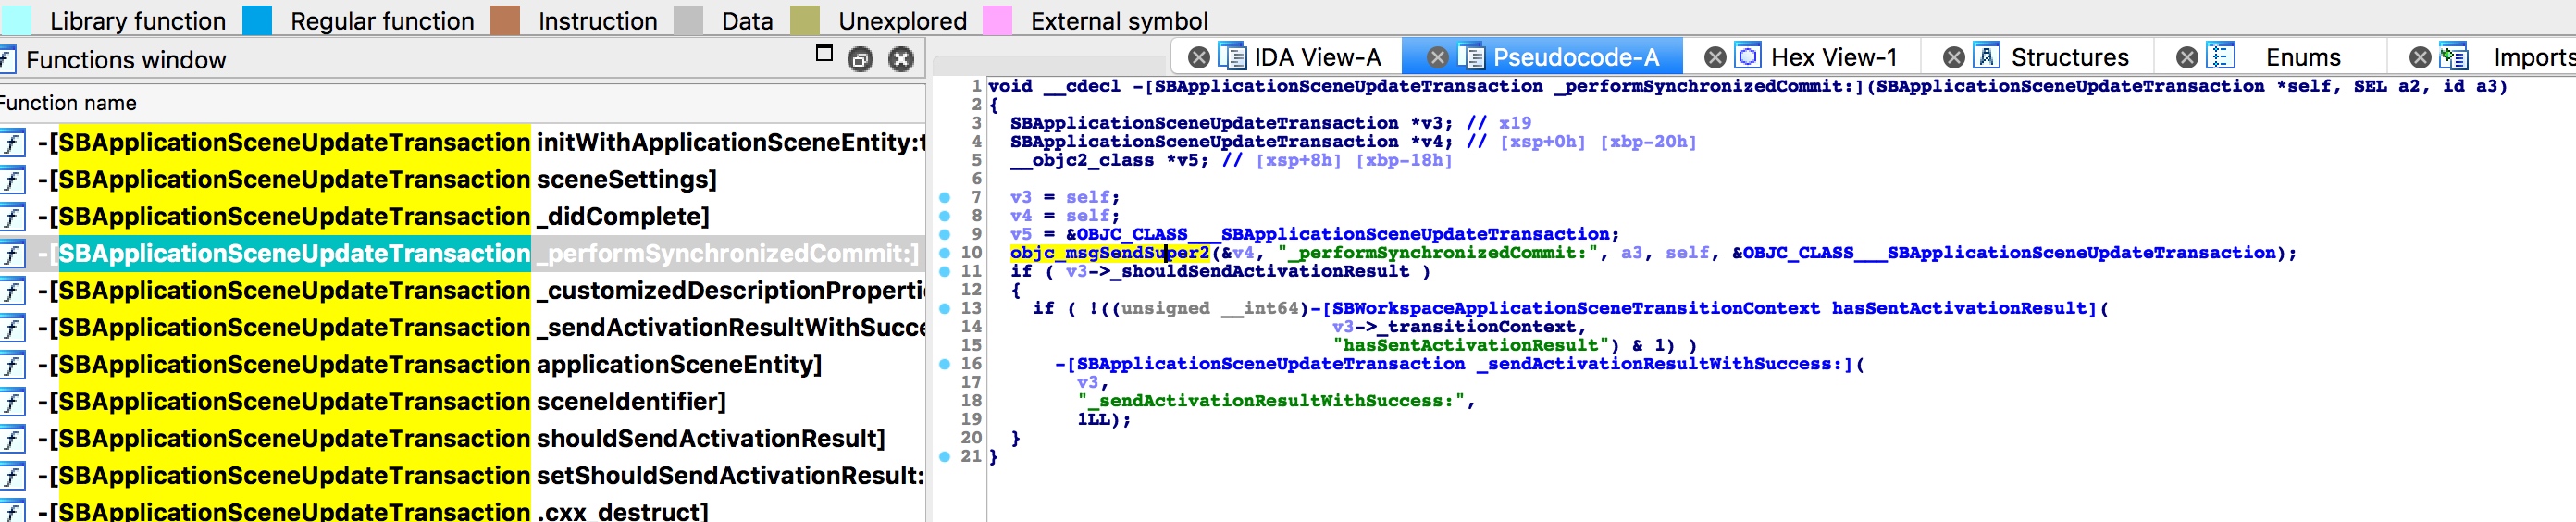 Library function Regular function Instruction Data Unexplored External symbol
Functions window
Function name
-[SBApplicationSceneUpdateTransaction initWithApplicationSceneEntity:t
-[SBApplicationSceneUpdateTransaction sceneSettings]
-[SBApplicationSceneUpdateTransaction _didComplete]
-[SBApplicationSceneUpdateTransaction _performSynchronizedCommit:]
-[SBApplicationSceneUpdateTransaction _customizedDescriptionPropertie
-[SBApplicationSceneUpdateTransaction _sendActivationResultWithSucce
-[SBApplicationSceneUpdateTransaction applicationSceneEntity]
-[SBApplicationSceneUpdateTransaction sceneIdentifier]
-[SBApplicationSceneUpdateTransaction shouldSendActivationResult]
-[SBApplicationSceneUpdateTransaction setShouldSendActivationResult:
-[SBApplicationSceneUpdateTransaction .cxx_destruct]
IDA View-A Pseudocode-A Hex View-1 Structures Enums Imports
1 void __cdecl -[SBApplicationSceneUpdateTransaction _performSynchronizedCommit:](SBApplicationSceneUpdateTransaction *self, SEL a2, id a3)
2 {
3 SBApplicationSceneUpdateTransaction *v3; // x19
4 SBApplicationSceneUpdateTransaction *v4; // [xsp+0h] [xbp-20h]
5 __objc2_class *v5; // [xsp+8h] [xbp-18h]
6
7 v3 = self;
8 v4 = self;
9 v5 = &OBJC_CLASS___SBApplicationSceneUpdateTransaction;
10 objc_msgSendSuper2(&v4, "_performSynchronizedCommit:", a3, self, &OBJC_CLASS___SBApplicationSceneUpdateTransaction);
11 if ( v3->_shouldSendActivationResult )
12 {
13 if ( !((unsigned __int64)-[SBWorkspaceApplicationSceneTransitionContext hasSentActivationResult](
14 v3->_transitionContext,
15 "hasSentActivationResult") & 1) )
16 -[SBApplicationSceneUpdateTransaction _sendActivationResultWithSuccess:](
17 v3,
18 "_sendActivationResultWithSuccess:",
19 1LL);
20 }
21 }